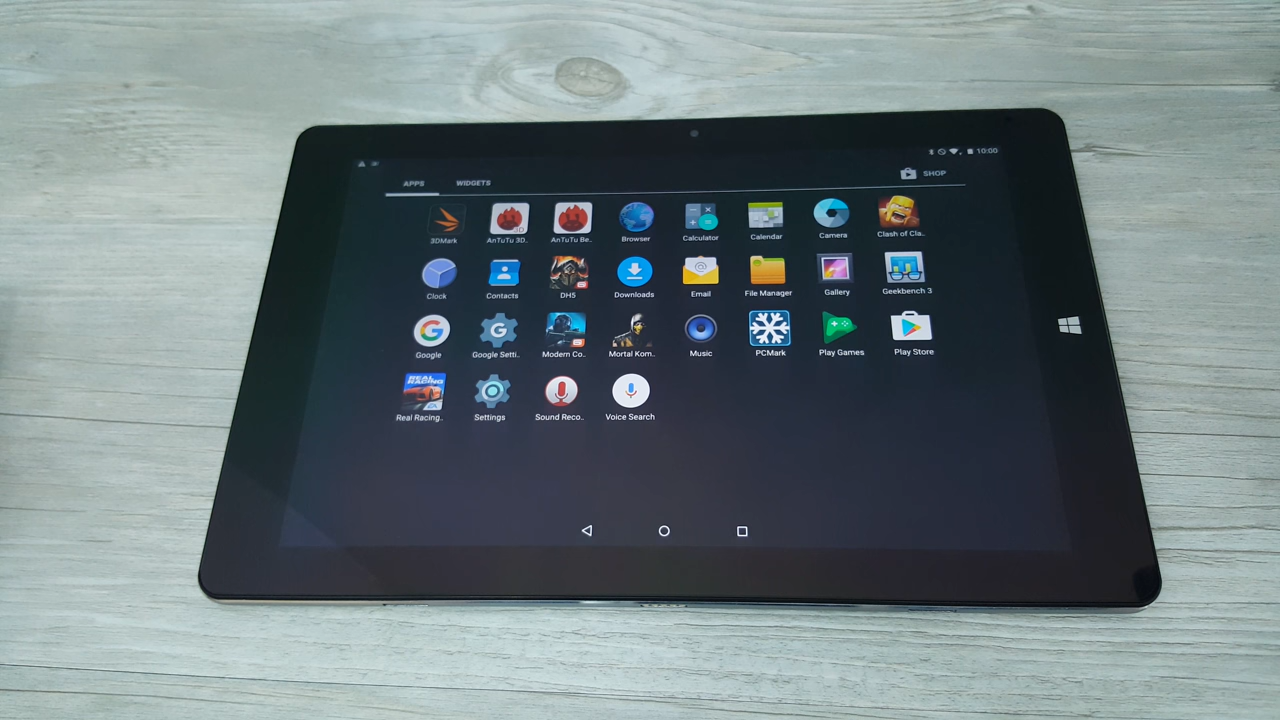 10:00
APPS WIDGETS SHOP
3DMark AnTuTu 3D.. AnTuTu Be.. Browser Calculator Calendar Camera Clash of Cla..
Clock Contacts DH5 Downloads Email File Manager Gallery Geekbench 3
Google Google Setti.. Modern Co.. Mortal Kom.. Music PCMark Play Games Play Store
REAL RACING
Real Racing.. Settings Sound Reco.. Voice Search